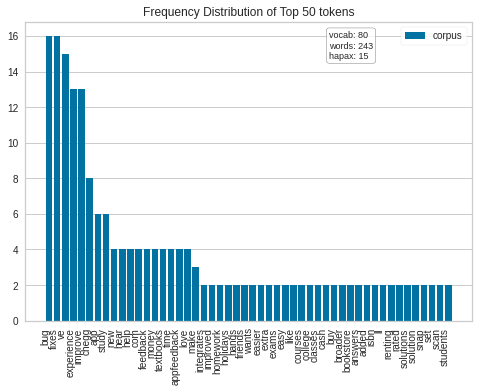 Frequency Distribution of Top 50 tokens
vocab: 80
words: 243
hapax: 15
corpus
16
14
12
10
8
6
4
2
0
bug
fixes
ve
experience
improve
chegg
app
study
new
hear
help
com
feedback
money
textbooks
time
appfeedback
love
make
integrates
improved
homework
holidays
hands
friends
wants
easier
extra
exams
easy
like
courses
college
classes
cash
buy
broader
bookstore
answers
added
isbn
ll
renting
rated
solutions
solution
snap
set
scan
students